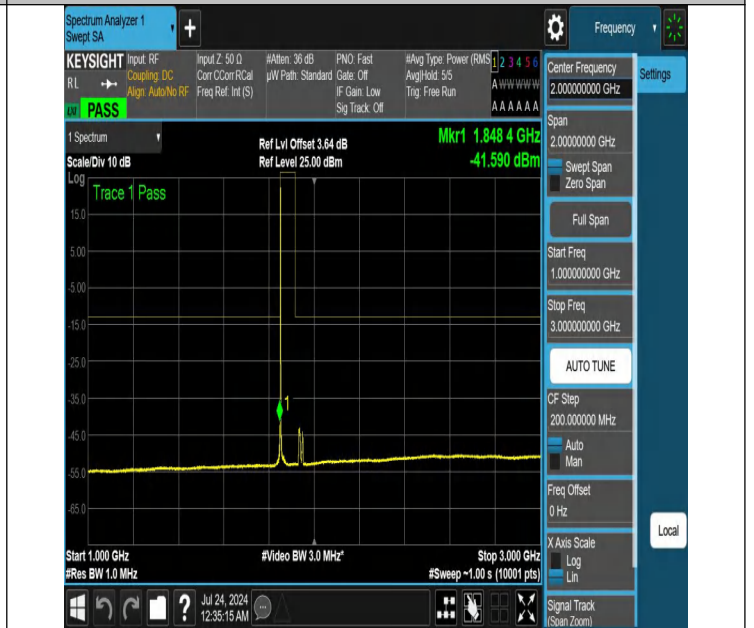 Spectrum Analyzer 1
Swept SA
Frequency
KEYSIGHT
RL
PASS
Input: RF
Coupling: DC
Align: Auto/No RF
Input Z: 50 Ω
Corr CCorr RCal
Freq Ref: Int (S)
#Atten: 36 dB
µW Path: Standard
PNO: Fast
Gate: Off
IF Gain: Low
Sig Track: Off
#Avg Type: Power (RMS
Avg|Hold: 5/5
Trig: Free Run
1 2 3 4 5 6
A W W W W W
A A A A A A
Center Frequency
2.000000000 GHz
Settings
Span
2.00000000 GHz
Swept Span
Zero Span
Full Span
Start Freq
1.000000000 GHz
Stop Freq
3.000000000 GHz
AUTO TUNE
CF Step
200.000000 MHz
Auto
Man
Freq Offset
0 Hz
X Axis Scale
Log
Lin
Signal Track
(Span Zoom)
Local
1 Spectrum
Scale/Div 10 dB
Ref Lvl Offset 3.64 dB
Ref Level 25.00 dBm
Mkr1 1.848 4 GHz
-41.590 dBm
Log
Trace 1 Pass
15.0
5.00
-5.00
-15.0
-25.0
-35.0
-45.0
-55.0
-65.0
1
Start 1.000 GHz
#Res BW 1.0 MHz
#Video BW 3.0 MHz*
Stop 3.000 GHz
#Sweep ~1.00 s (10001 pts)
?
Jul 24, 2024
12:35:15 AM